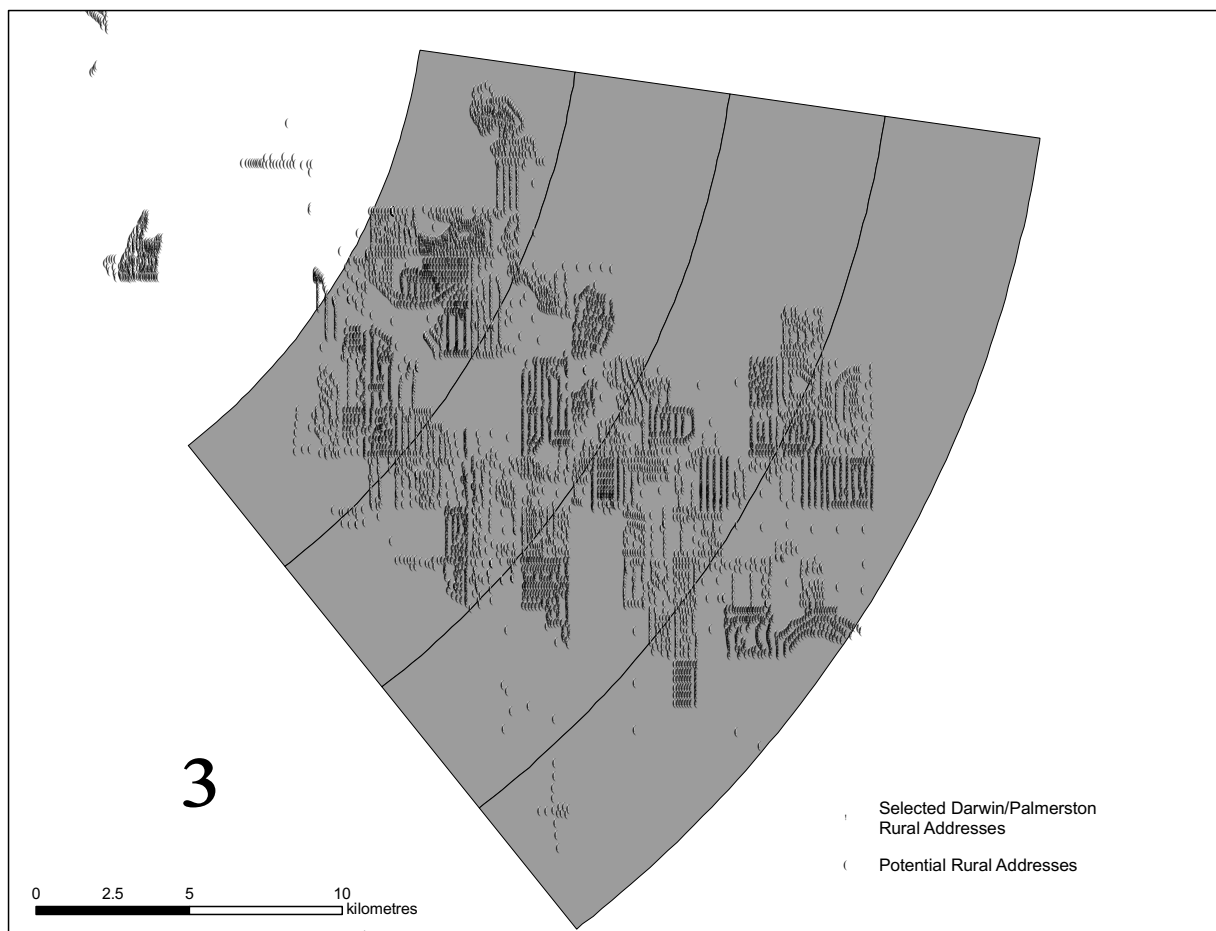 3
Selected Darwin/Palmerston
Rural Addresses
Potential Rural Addresses
0 2.5 5 10
kilometres